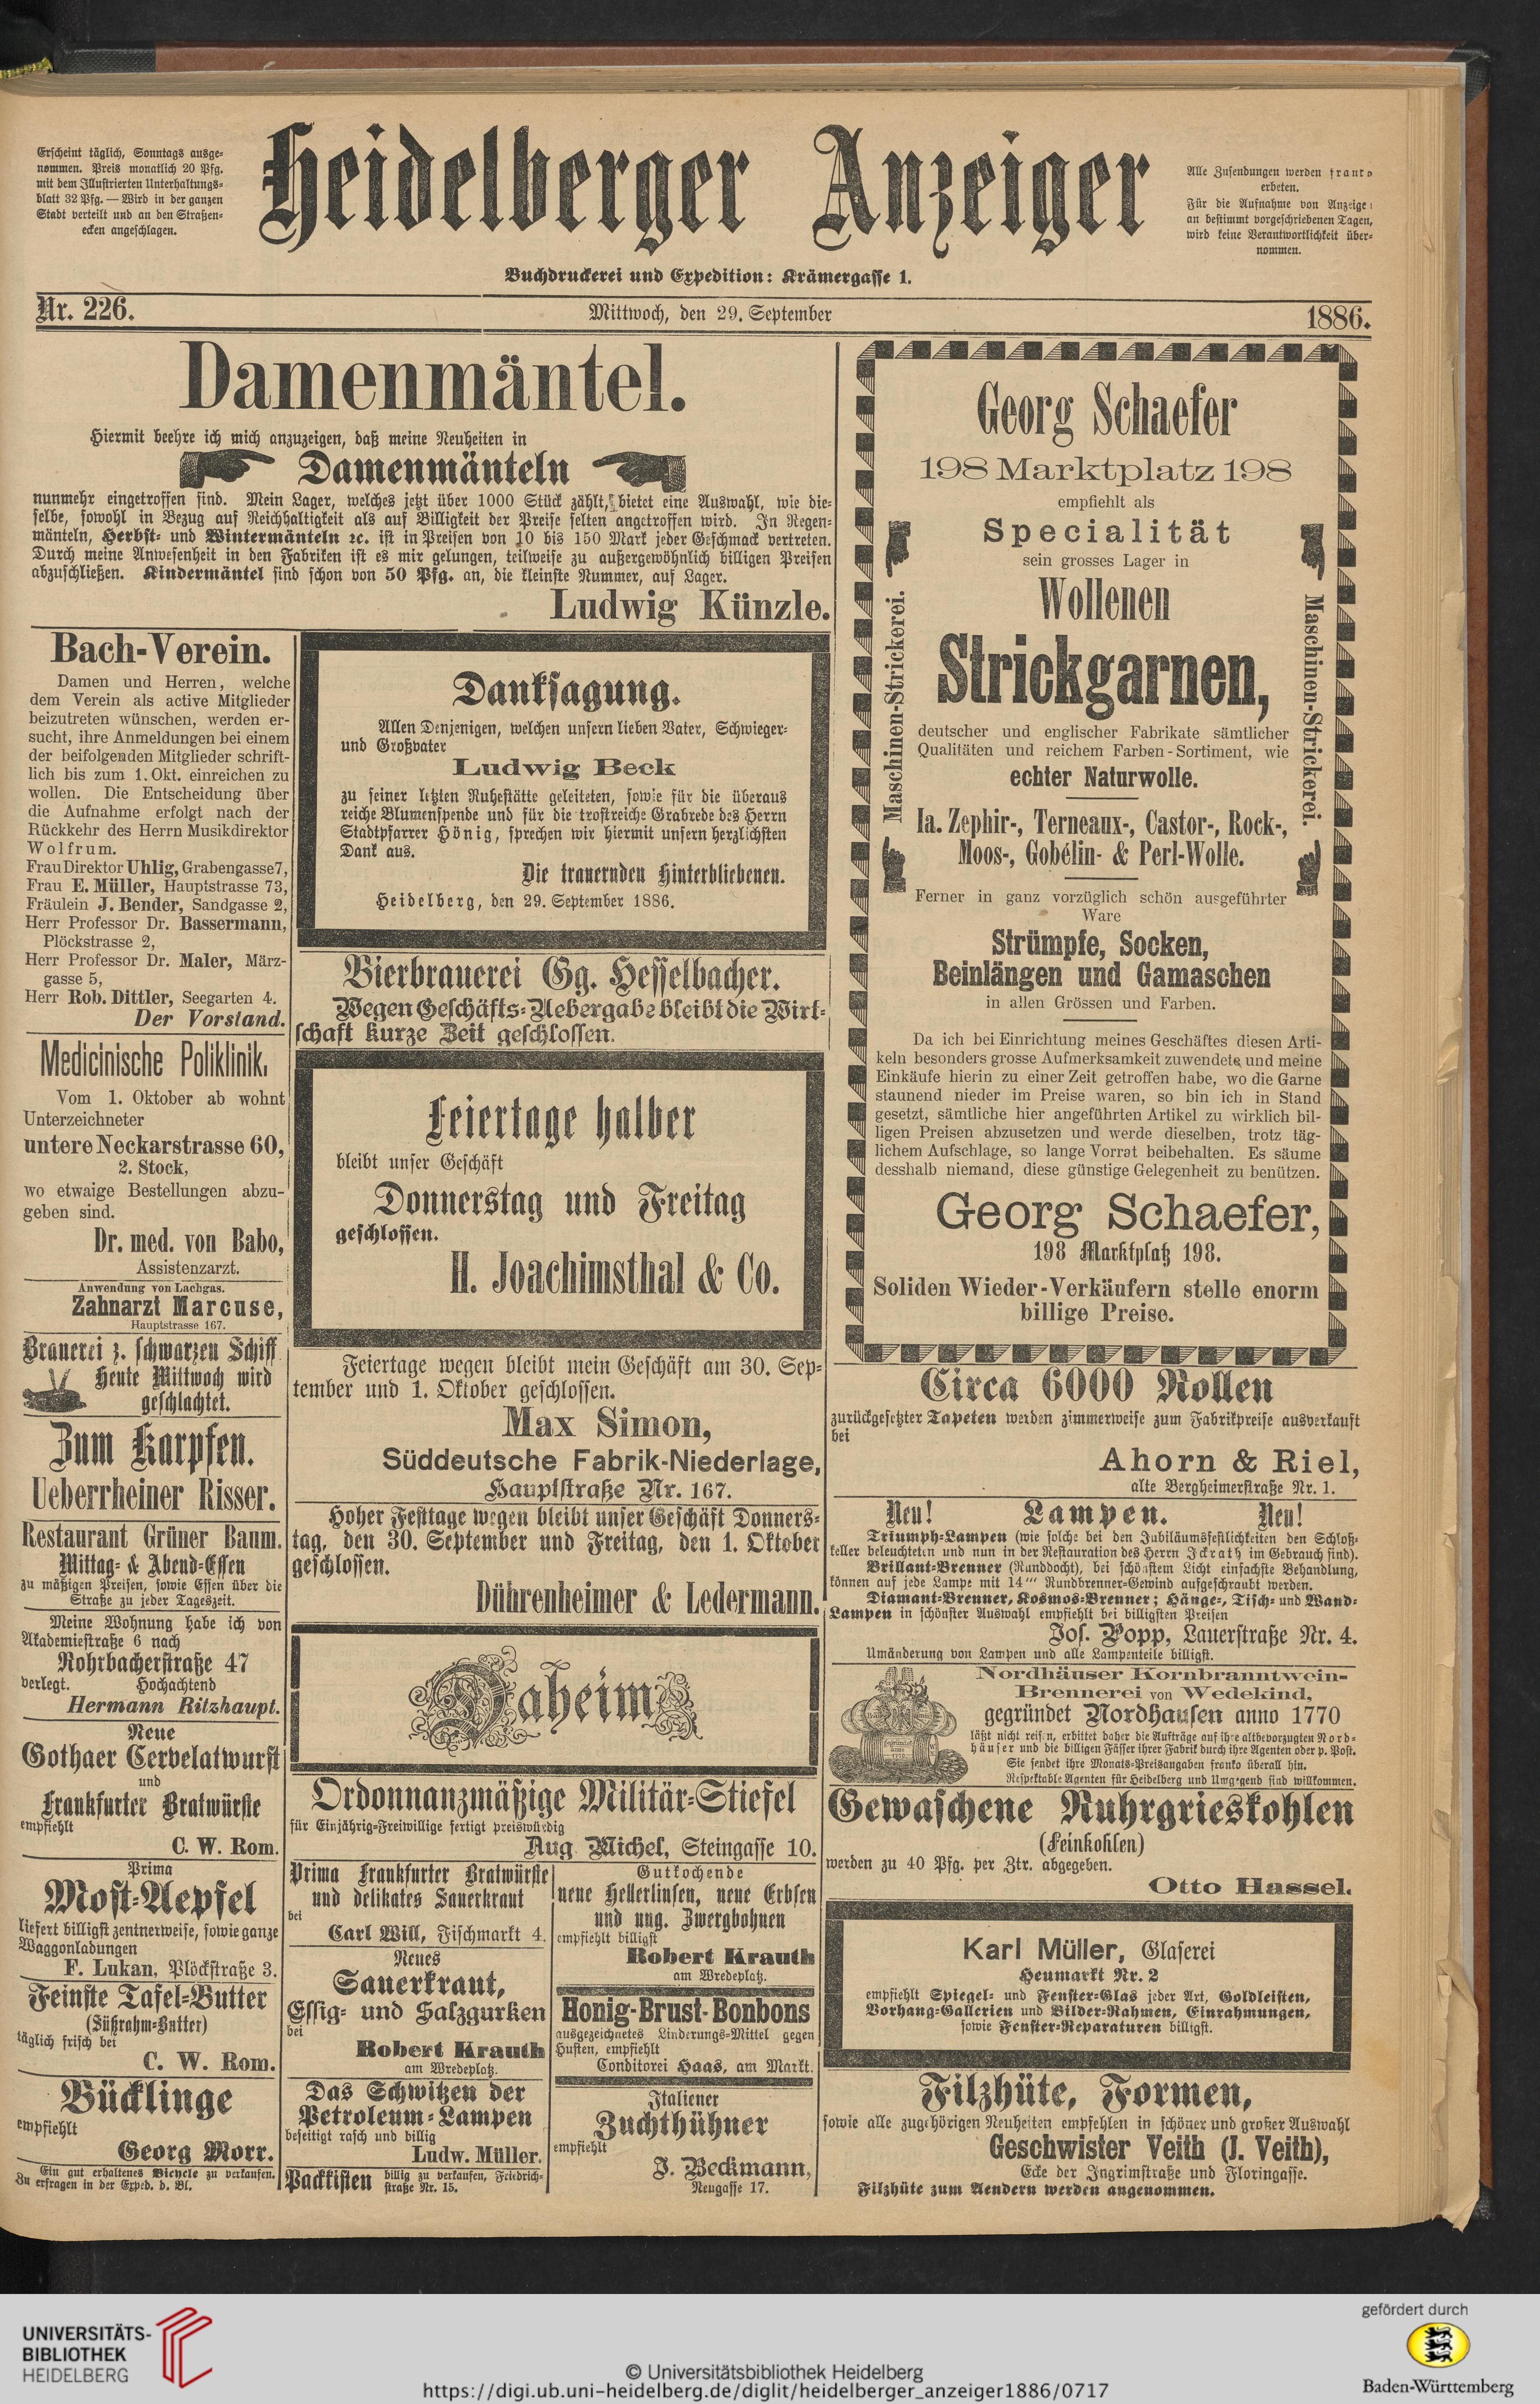 Erscheint täglich, Sonntags ausge-
nommen. Preis monatlich 20 Pfg.
mit dem Illustrierten Unterhaltungs-
blatt 32 Pfg. — Wird in der ganzen
Stadt verteilt und an den Straßen-
ecken angeschlagen.
Heidelberger Anzeiger
Alle Zusendungen werden franko
erbeten.
Für die Aufnahme von Anzeigen
an bestimmt vorgeschriebenen Tagen,
wird keine Verantwortlichkeit über-
nommen.
Buchdruckerei und Expedition: Krämergasse 1.
Nr. 226.
Mittwoch, den 29. September
1886.
Damenmäntel.
Hiermit beehre ich mich anzuzeigen, daß meine Neuheiten in
Damenmänteln
nunmehr eingetroffen sind. Mein Lager, welches jetzt über 1000 Stück zählt, bietet eine Auswahl, wie die-
selbe, sowohl in Bezug auf Reichhaltigkeit als auf Billigkeit der Preise selten angetroffen wird. In Regen-
mänteln, Herbst- und Wintermänteln ꝛc. ist in Preisen von 10 bis 150 Mark jeder Geschmack vertreten.
Durch meine Anwesenheit in den Fabriken ist es mir gelungen, teilweise zu außergewöhnlich billigen Preisen
abzuschließen. Kindermäntel sind schon von 50 Pfg. an, die kleinste Nummer, auf Lager.
Ludwig Künzle.
Bach-Verein.
Damen und Herren, welche
dem Verein als active Mitglieder
beizutreten wünschen, werden er-
sucht, ihre Anmeldungen bei einem
der beifolgenden Mitglieder schrift-
lich bis zum 1. Okt. einreichen zu
wollen. Die Entscheidung über
die Aufnahme erfolgt nach der
Rückkehr des Herrn Musikdirektor
Wolfrum.
Frau Direktor Uhlig, Grabengasse 7,
Frau E. Müller, Hauptstrasse 73,
Fräulein J. Bender, Sandgasse 2,
Herr Professor Dr. Bassermann,
Plöckstrasse 2,
Herr Professor Dr. Maler, März-
gasse 5,
Herr Rob. Dittler, Seegarten 4.
Der Vorstand.
Medicinische Poliklinik.
Vom 1. Oktober ab wohnt
Unterzeichneter
untere Neckarstrasse 60,
2. Stock,
wo etwaige Bestellungen abzu-
geben sind.
Dr. med. von Babo,
Assistenzarzt.
Anwendung von Lachgas.
Zahnarzt Marcuse,
Hauptstrasse 167.
Brauerei z. schwarzen Schiff
Heute Mittwoch wird
geschlachtet.
Zum Karpfen.
Ueberrheiner Risser.
Restaurant Grüner Baum.
Mittag- & Abend-Essen
zu mäßigen Preisen, sowie Essen über die
Straße zu jeder Tageszeit.
Meine Wohnung habe ich von
Akademiestraße 6 nach
Rohrbacherstraße 47
verlegt. Hochachtend
Hermann Ritzhaupt.
Neue
Gothaer Cervelatwurst
und
Frankfurter Bratwürste
empfiehlt
C. W. Rom.
Prima
Most-Aepfel
liefert billigst zentnerweise, sowie ganze
Waggonladungen
F. Lukan, Plöckstraße 3.
Feinste Tafel-Butter
(Süßrahm-Butter)
täglich frisch bei
C. W. Rom.
Bücklinge
empfiehlt
Georg Morr.
Ein gut erhaltenes Bicycle zu verkaufen.
Zu erfragen in der Exped. d. Bl.
Danksagung.
Allen Denjenigen, welchen unsern lieben Vater, Schwieger-
und Großvater
Ludwig Beck
zu seiner letzten Ruhestätte geleiteten, sowie für die überaus
reiche Blumenspende und für die trostreiche Grabrede des Herrn
Stadtpfarrer Hönig, sprechen wir hiermit unsern herzlichsten
Dank aus.
Die trauernden Hinterbliebenen.
Heidelberg, den 29. September 1886.
Bierbrauerei Gg. Hesselbacher.
Wegen Geschäfts-Uebergabe bleibt die Wirt-
schaft kurze Zeit geschlossen.
Feiertage halber
bleibt unser Geschäft
Donnerstag und Freitag
geschlossen.
H. Joachimsthal & Co.
Feiertage wegen bleibt mein Geschäft am 30. Sep-
tember und 1. Oktober geschlossen.
Max Simon,
Süddeutsche Fabrik-Niederlage,
Hauptstraße Nr. 167.
Hoher Festtage wegen bleibt unser Geschäft Donners-
tag, den 30. September und Freitag, den 1. Oktober
geschlossen.
Dührenheimer & Ledermann.
Daheim
Ordonnanzmäßige Militär-Stiefel
für Einjährig-Freiwillige fertigt preiswürdig
Aug. Michel, Steingasse 10.
Prima Frankfurter Bratwürste
und delikates Sauerkraut
bei
Carl Will, Fischmarkt 4.
Neues
Sauerkraut,
Essig- und Salzgurken
bei
Robert Krauth
am Wredeplatz.
Das Schwitzen der
Petroleum-Lampen
beseitigt rasch und billig
Ludw. Müller.
Packkisten billig zu verkaufen, Friedrich-
straße Nr. 15.
Gutkochende
neue Hellerlinsen, neue Erbsen
und ung. Zwergbohnen
empfiehlt billigst
Robert Krauth
am Wredeplatz.
Honig-Brust-Bonbons
ausgezeichnetes Linderungs-Mittel gegen
Husten, empfiehlt
Conditorei Haas, am Markt.
Italiener
Zuchthühner
empfiehlt
J. Beckmann,
Neugasse 17.
Georg Schaefer
198 Marktplatz 198
empfiehlt als
Specialität
sein grosses Lager in
Wollenen
Strickgarnen,
Maschinen-Strickerei.
Maschinen-Strickerei.
deutscher und englischer Fabrikate sämtlicher
Qualitäten und reichem Farben-Sortiment, wie
echter Naturwolle.
Ia. Zephir-, Terneaux-, Castor-, Rock-,
Moos-, Gobélin- & Perl-Wolle.
Ferner in ganz vorzüglich schön ausgeführter
Ware
Strümpfe, Socken,
Beinlängen und Gamaschen
in allen Grössen und Farben.
Da ich bei Einrichtung meines Geschäftes diesen Arti-
keln besonders grosse Aufmerksamkeit zuwendete und meine
Einkäufe hierin zu einer Zeit getroffen habe, wo die Garne
staunend nieder im Preise waren, so bin ich in Stand
gesetzt, sämtliche hier angeführten Artikel zu wirklich bil-
ligen Preisen abzusetzen und werde dieselben, trotz täg-
lichem Aufschlage, so lange Vorrat beibehalten. Es säume
desshalb niemand, diese günstige Gelegenheit zu benützen.
Georg Schaefer,
198 Marktplatz 198.
Soliden Wieder-Verkäufern stelle enorm
billige Preise.
Circa 6000 Rollen
zurückgesetzter Tapeten werden zimmerweise zum Fabrikpreise ausverkauft
bei
Ahorn & Riel,
alte Bergheimerstraße Nr. 1.
Neu! Lampen. Neu!
Triumph-Lampen (wie solche bei den Jubiläumsfestlichkeiten den Schloß-
keller beleuchteten und nun in der Restauration des Herrn Ickrath im Gebrauch sind).
Brillant-Brenner (Runddocht), bei schönstem Licht einfachste Behandlung,
können auf jede Lampe mit 14''' Rundbrenner-Gewind aufgeschraubt werden.
Diamant-Brenner, Kosmos-Brenner; Hänge-, Tisch- und Wand-
Lampen in schönster Auswahl empfiehlt bei billigsten Preisen
Jos. Popp, Lauerstraße Nr. 4.
Umänderung von Lampen und alle Lampenteile billigst.
Nordhäuser Kornbranntwein-
Brennerei von Wedekind,
gegründet Nordhausen anno 1770
läßt nicht reisen, erbittet daher die Aufträge auf ihre altbevorzugten Nord-
häuser und die billigen Fässer ihrer Fabrik durch ihre Agenten oder p. Post.
Sie sendet ihre Monats-Preisangaben franko überall hin.
Respektable Agenten für Heidelberg und Umgegend sind willkommen.
Gewaschene Ruhrgrieskohlen
(Feinkohlen)
werden zu 40 Pfg. per Ztr. abgegeben.
Otto Hassel.
Karl Müller, Glaserei
Heumarkt Nr. 2
empfiehlt Spiegel- und Fenster-Glas jeder Art, Goldleisten,
Vorhang-Gallerien und Bilder-Rahmen, Einrahmungen,
sowie Fenster-Reparaturen billigst.
Filzhüte, Formen,
sowie alle zugehörigen Neuheiten empfehlen in schöner und großer Auswahl
Geschwister Veith (J. Veith),
Ecke der Ingrimstraße und Floringasse.
Filzhüte zum Aendern werden angenommen.
UNIVERSITÄTS-
BIBLIOTHEK
HEIDELBERG
© Universitätsbibliothek Heidelberg
https://digi.ub.uni-heidelberg.de/diglit/heidelberger_anzeiger1886/0717
gefördert durch
Baden-Württemberg